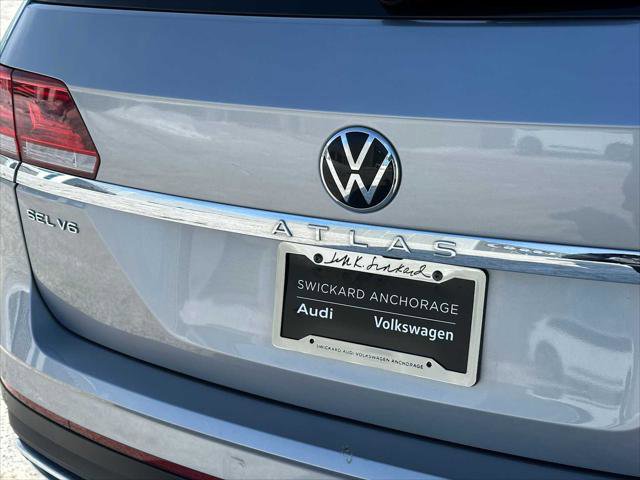 ATLAS
SEL V6
SWICKARD ANCHORAGE
Audi Volkswagen
SWICKARD AUDI VOLKSWAGEN ANCHORAGE